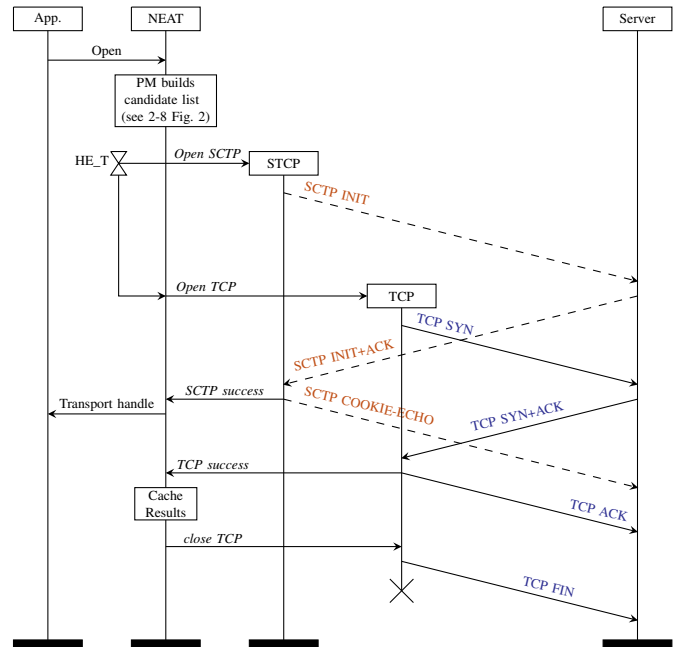 App.
NEAT
Server
Open
PM builds
candidate list
(see 2-8 Fig. 2)
HE_T
Open SCTP
STCP
SCTP INIT
Open TCP
TCP
TCP SYN
SCTP INIT+ACK
SCTP success
SCTP COOKIE-ECHO
Transport handle
TCP SYN+ACK
TCP success
Cache
Results
TCP ACK
close TCP
TCP FIN